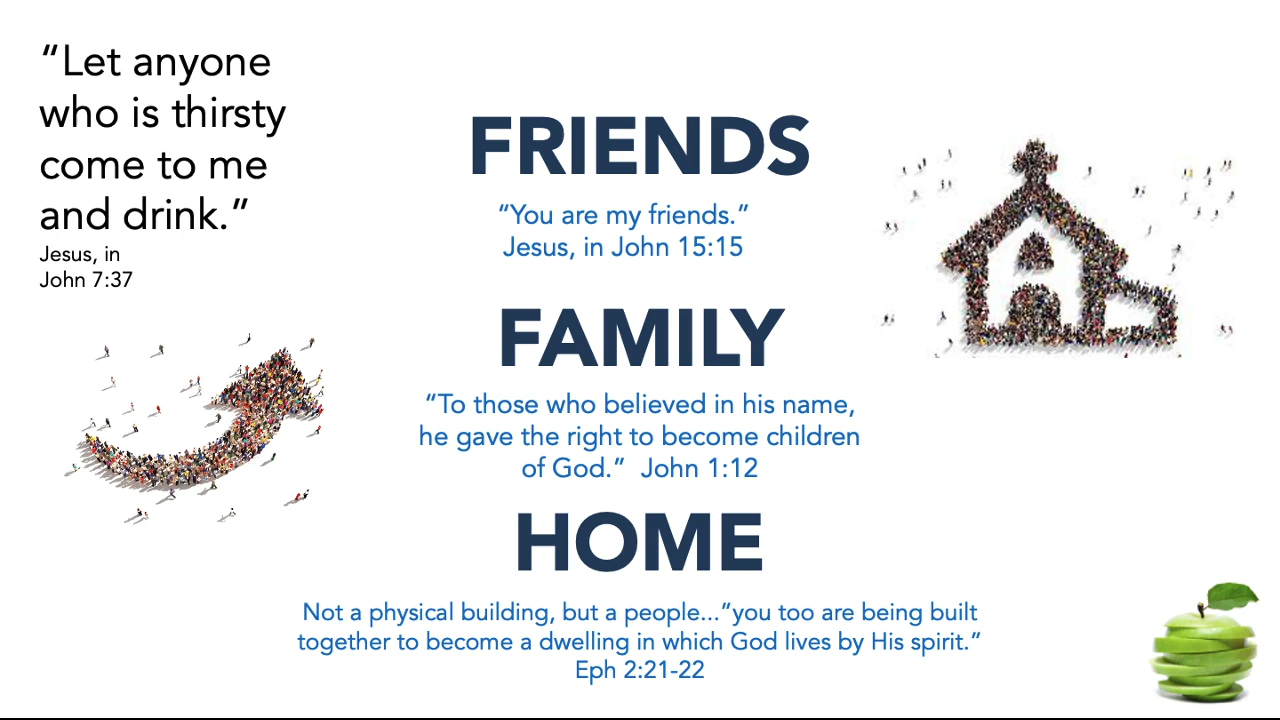 “Let anyone
who is thirsty
come to me
and drink.”
Jesus, in
John 7:37
FRIENDS
“You are my friends.”
Jesus, in John 15:15
FAMILY
“To those who believed in his name,
he gave the right to become children
of God.”  John 1:12
HOME
Not a physical building, but a people...“you too are being built
together to become a dwelling in which God lives by His spirit.”
Eph 2:21-22